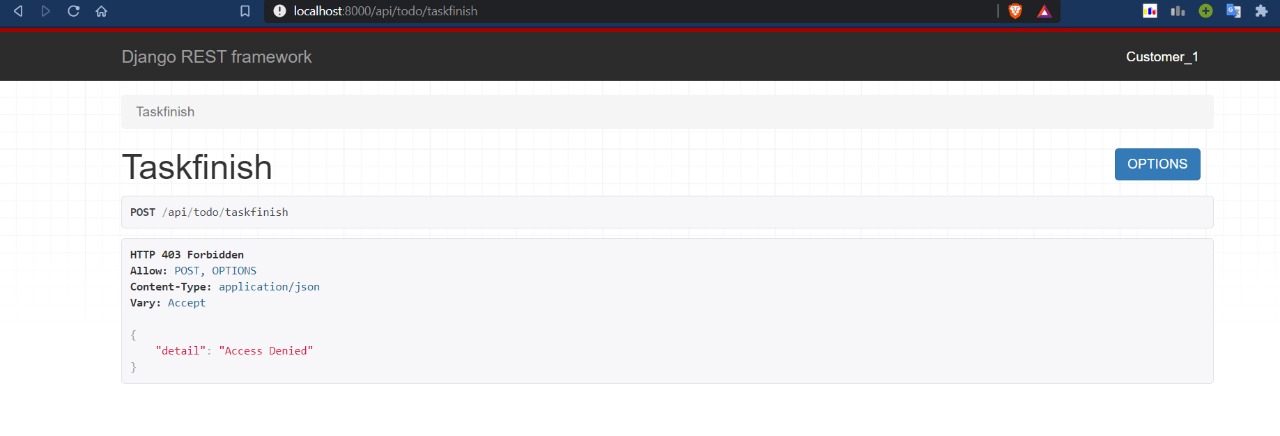 localhost:8000/api/todo/taskfinish
Django REST framework
Customer_1
Taskfinish
Taskfinish
OPTIONS
POST /api/todo/taskfinish
HTTP 403 Forbidden
Allow: POST, OPTIONS
Content-Type: application/json
Vary: Accept
{
"detail": "Access Denied"
}